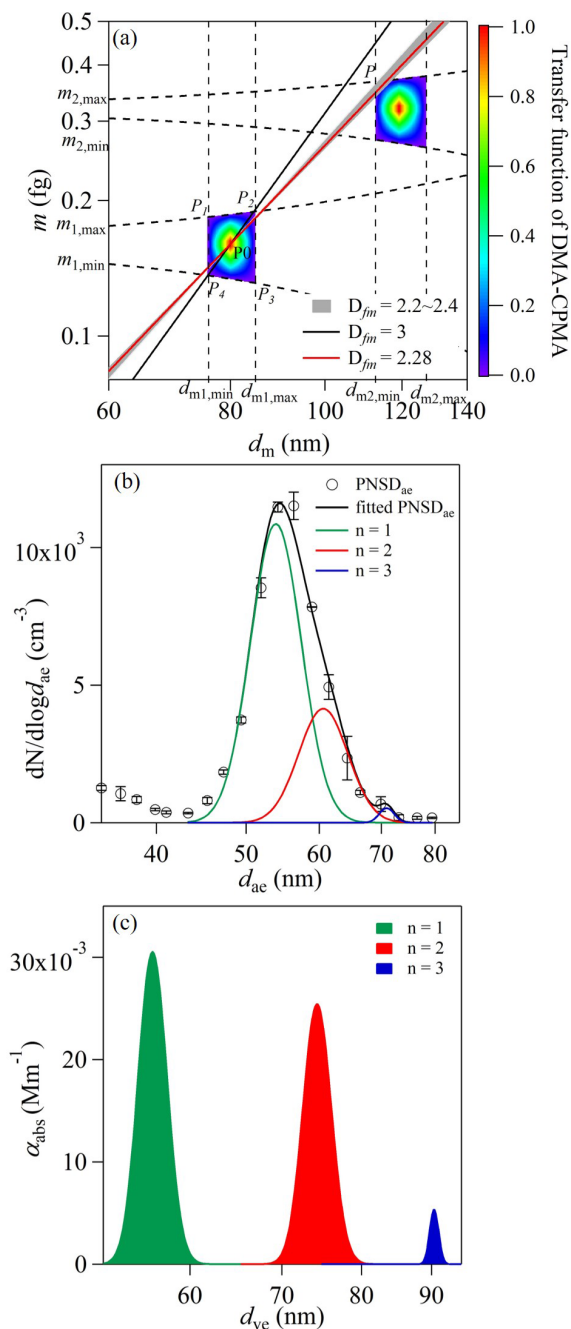 (a)
0.5
0.4
0.3
0.2
0.1
m (fg)
m2,max
m2,min
m1,max
m1,min
P
P1
P2
P0
P4
P3
Dfm = 2.2~2.4
Dfm = 3
Dfm = 2.28
60
80
100
120
140
dm1,min
dm1,max
dm2,min
dm2,max
dm (nm)
1.0
0.8
0.6
0.4
0.2
0.0
Transfer function of DMA-CPMA
(b)
PNSDae
fitted PNSDae
n = 1
n = 2
n = 3
10x10³
5
0
dN/dlogdae (cm⁻³)
40
50
60
70
80
dae (nm)
(c)
n = 1
n = 2
n = 3
30x10⁻³
20
10
0
αabs (Mm⁻¹)
60
70
80
90
dve (nm)